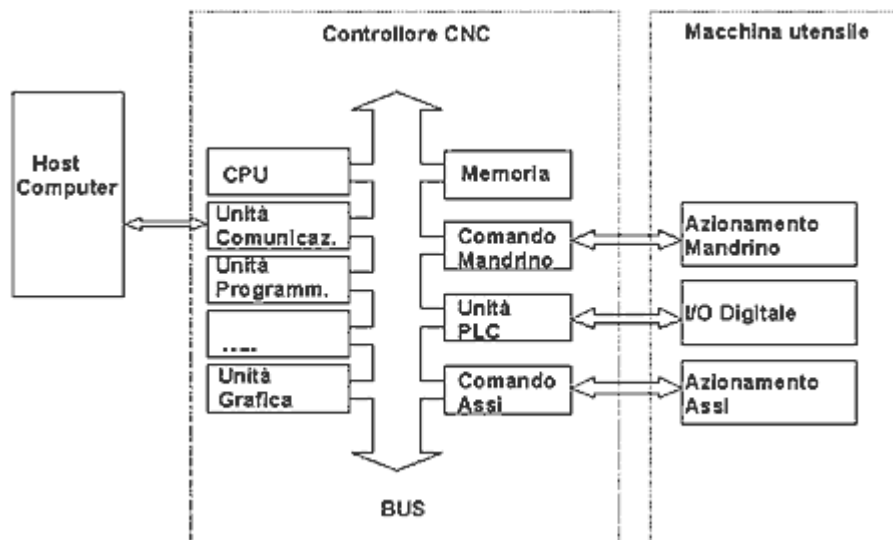 Controllore CNC
Macchina utensile
Host
Computer
CPU
Unità
Comunicaz.
Unità
Programm.
.....
Unità
Grafica
Memoria
Comando
Mandrino
Unità
PLC
Comando
Assi
Azionamento
Mandrino
I/O Digitale
Azionamento
Assi
BUS